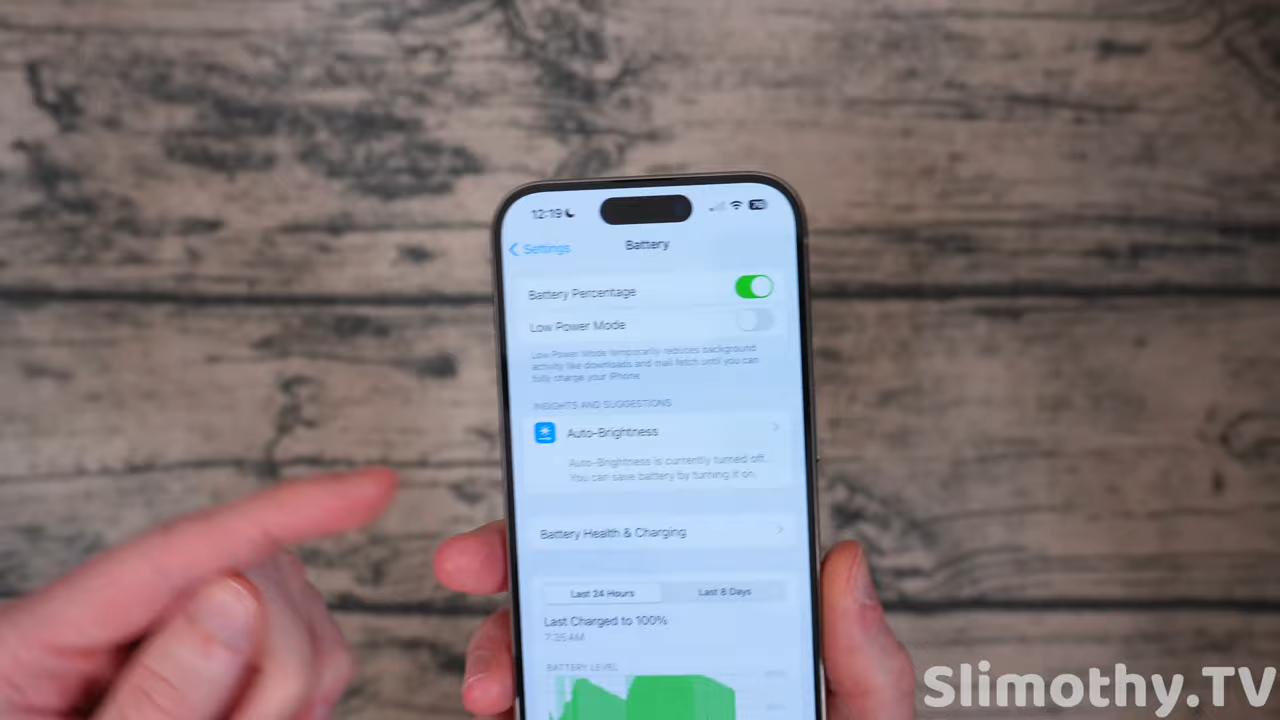 12:19
Settings
Battery
Battery Percentage
Low Power Mode
Low Power Mode temporarily reduces background
activity like downloads and mail fetch until you can
fully charge your iPhone.
INSIGHTS AND SUGGESTIONS
Auto-Brightness
Auto-Brightness is currently turned off.
You can save battery by turning it on.
Battery Health & Charging
Last 24 Hours
Last 8 Days
Last Charged to 100%
7:25 AM
BATTERY LEVEL
Slimothy.TV